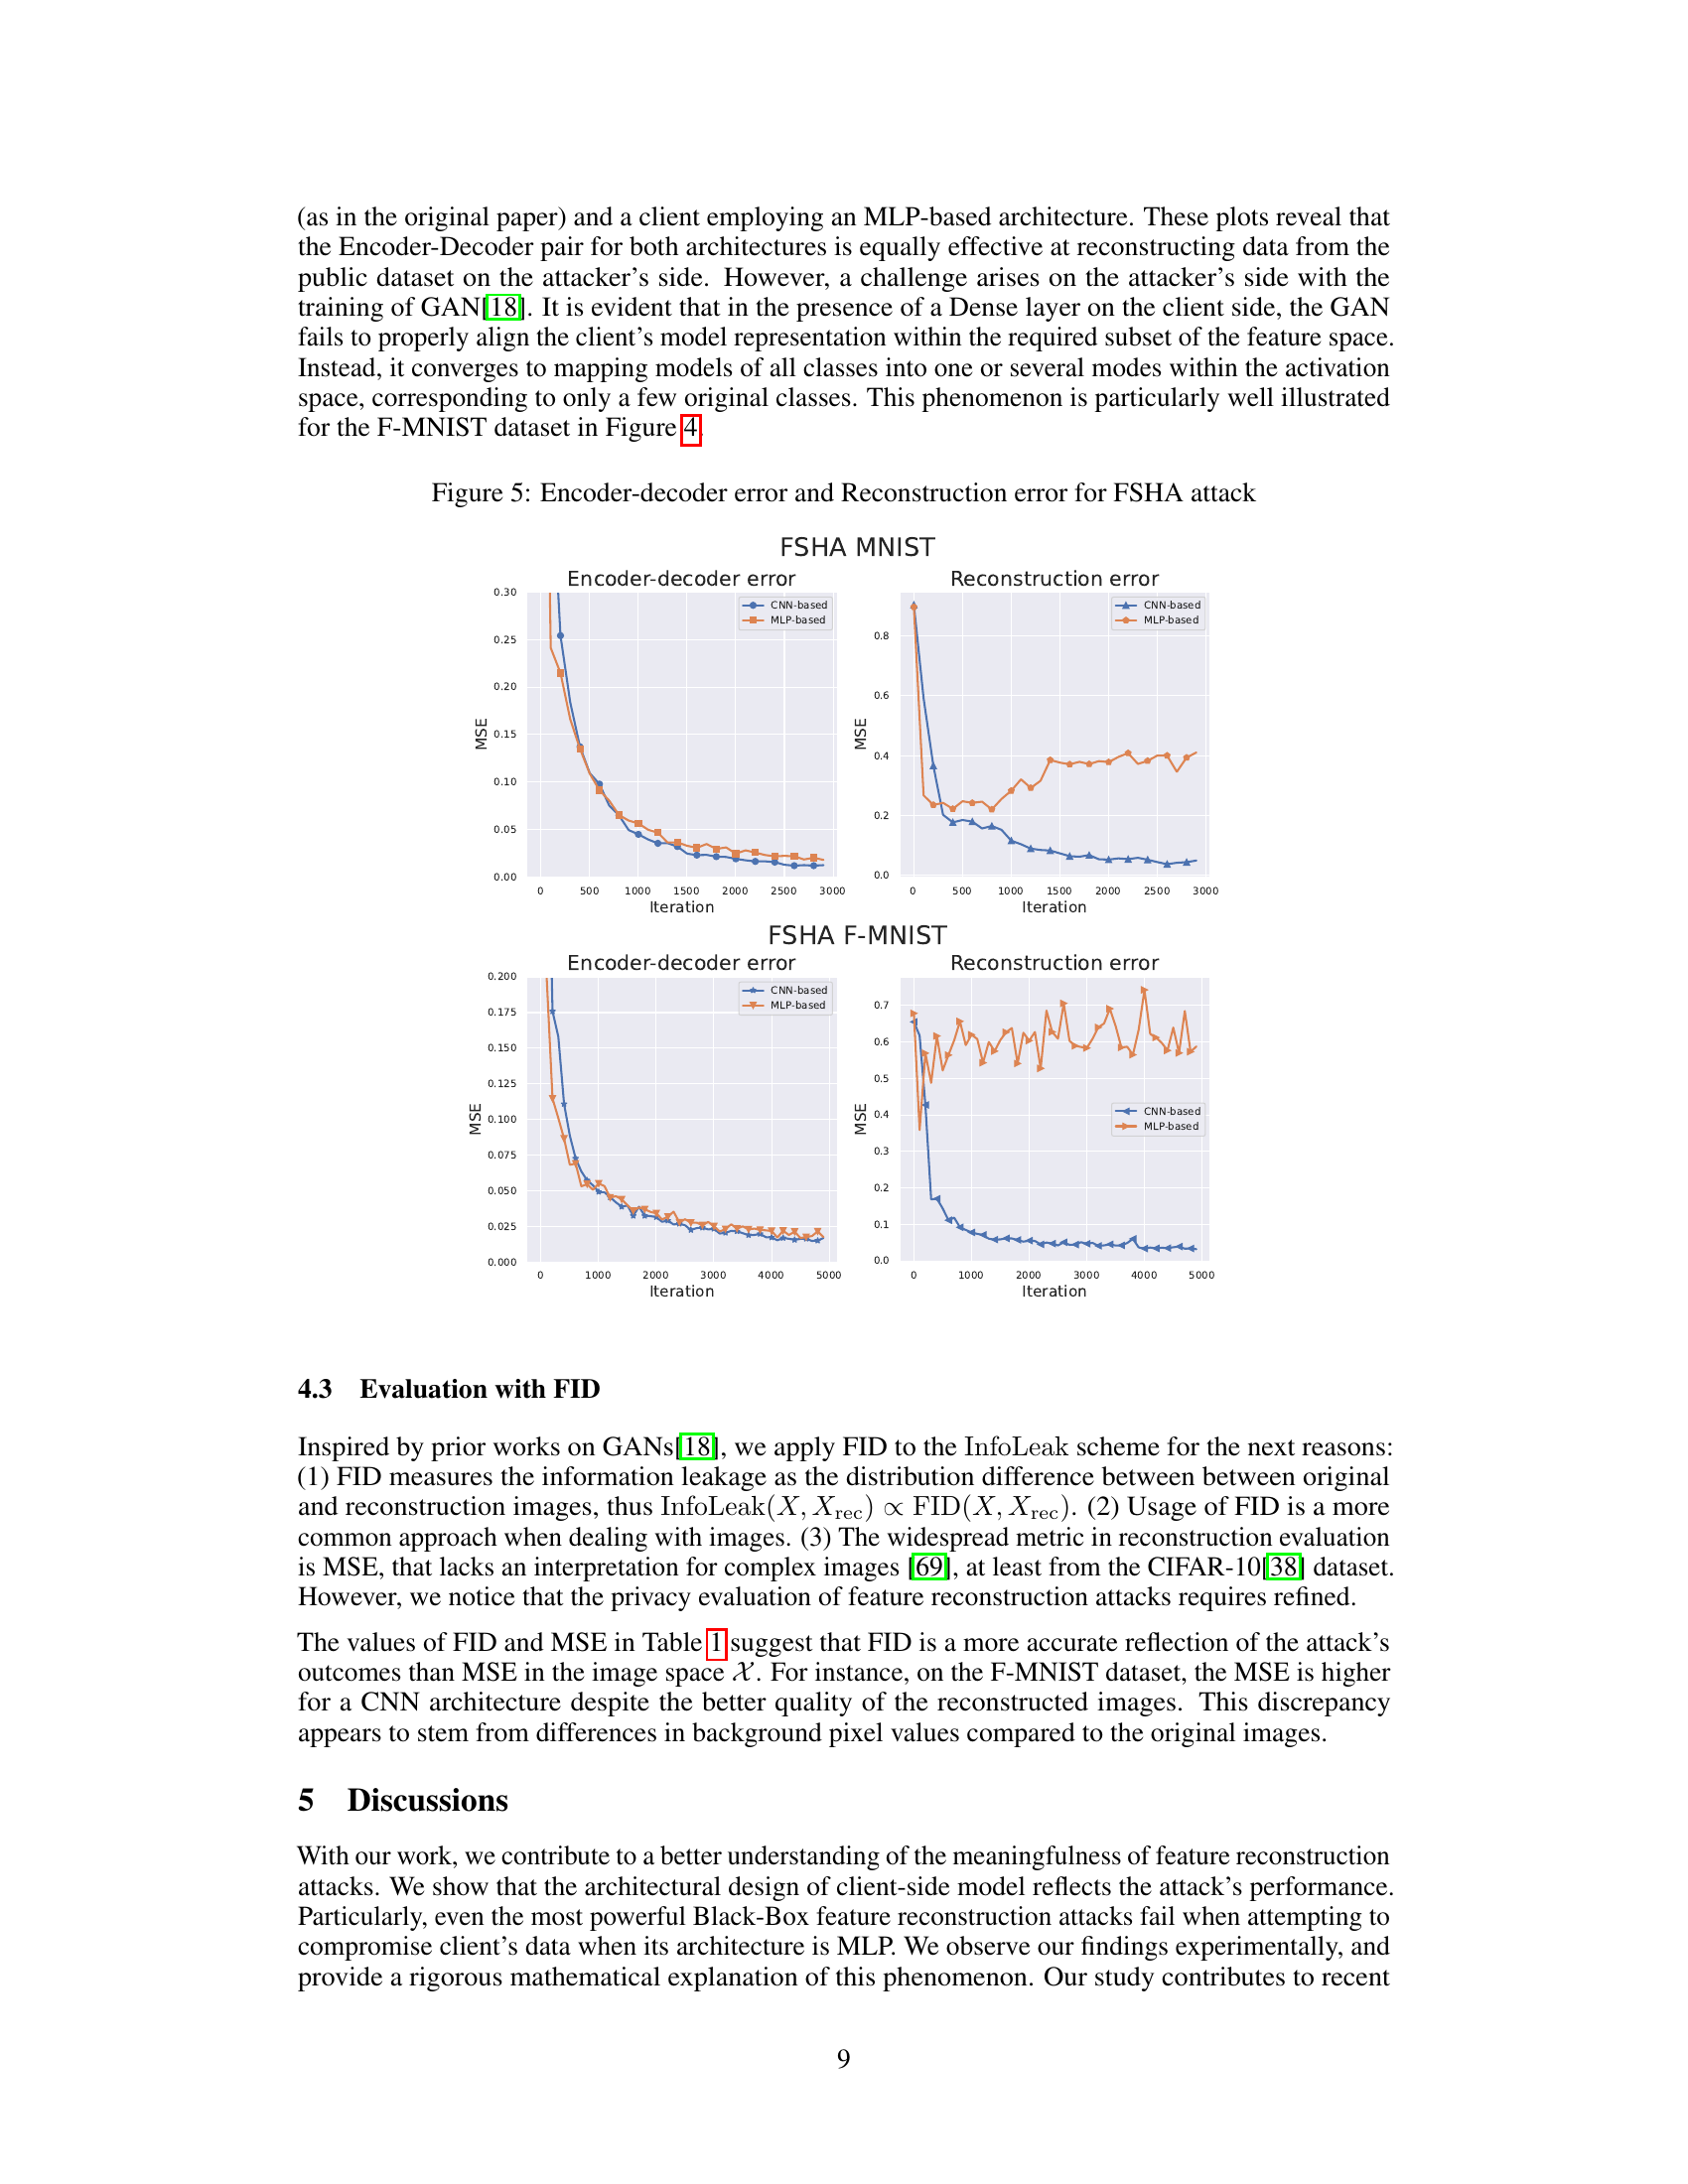 (as in the original paper) and a client employing an MLP-based architecture. These plots reveal that
the Encoder-Decoder pair for both architectures is equally effective at reconstructing data from the
public dataset on the attacker's side. However, a challenge arises on the attacker's side with the
training of GAN[18]. It is evident that in the presence of a Dense layer on the client side, the GAN
fails to properly align the client's model representation within the required subset of the feature space.
Instead, it converges to mapping models of all classes into one or several modes within the activation
space, corresponding to only a few original classes. This phenomenon is particularly well illustrated
for the F-MNIST dataset in Figure 4.
Figure 5: Encoder-decoder error and Reconstruction error for FSHA attack
FSHA MNIST
Encoder-decoder error
0.30
0.25
0.20
0.15
0.10
0.05
0.00
MSE
CNN-based
MLP-based
0 500 1000 1500 2000 2500 3000
Iteration
Reconstruction error
0.8
0.6
0.4
0.2
0.0
MSE
CNN-based
MLP-based
0 500 1000 1500 2000 2500 3000
Iteration
FSHA F-MNIST
Encoder-decoder error
0.200
0.175
0.150
0.125
0.100
0.075
0.050
0.025
0.000
MSE
CNN-based
MLP-based
0 1000 2000 3000 4000 5000
Iteration
Reconstruction error
0.7
0.6
0.5
0.4
0.3
0.2
0.1
0.0
MSE
CNN-based
MLP-based
0 1000 2000 3000 4000 5000
Iteration
4.3 Evaluation with FID
Inspired by prior works on GANs[18], we apply FID to the InfoLeak scheme for the next reasons:
(1) FID measures the information leakage as the distribution difference between between original
and reconstruction images, thus InfoLeak(X, X_rec) ∝ FID(X, X_rec). (2) Usage of FID is a more
common approach when dealing with images. (3) The widespread metric in reconstruction evaluation
is MSE, that lacks an interpretation for complex images [69], at least from the CIFAR-10[38] dataset.
However, we notice that the privacy evaluation of feature reconstruction attacks requires refined.
The values of FID and MSE in Table 1 suggest that FID is a more accurate reflection of the attack's
outcomes than MSE in the image space 𝒳. For instance, on the F-MNIST dataset, the MSE is higher
for a CNN architecture despite the better quality of the reconstructed images. This discrepancy
appears to stem from differences in background pixel values compared to the original images.
5 Discussions
With our work, we contribute to a better understanding of the meaningfulness of feature reconstruction
attacks. We show that the architectural design of client-side model reflects the attack's performance.
Particularly, even the most powerful Black-Box feature reconstruction attacks fail when attempting to
compromise client's data when its architecture is MLP. We observe our findings experimentally, and
provide a rigorous mathematical explanation of this phenomenon. Our study contributes to recent
9